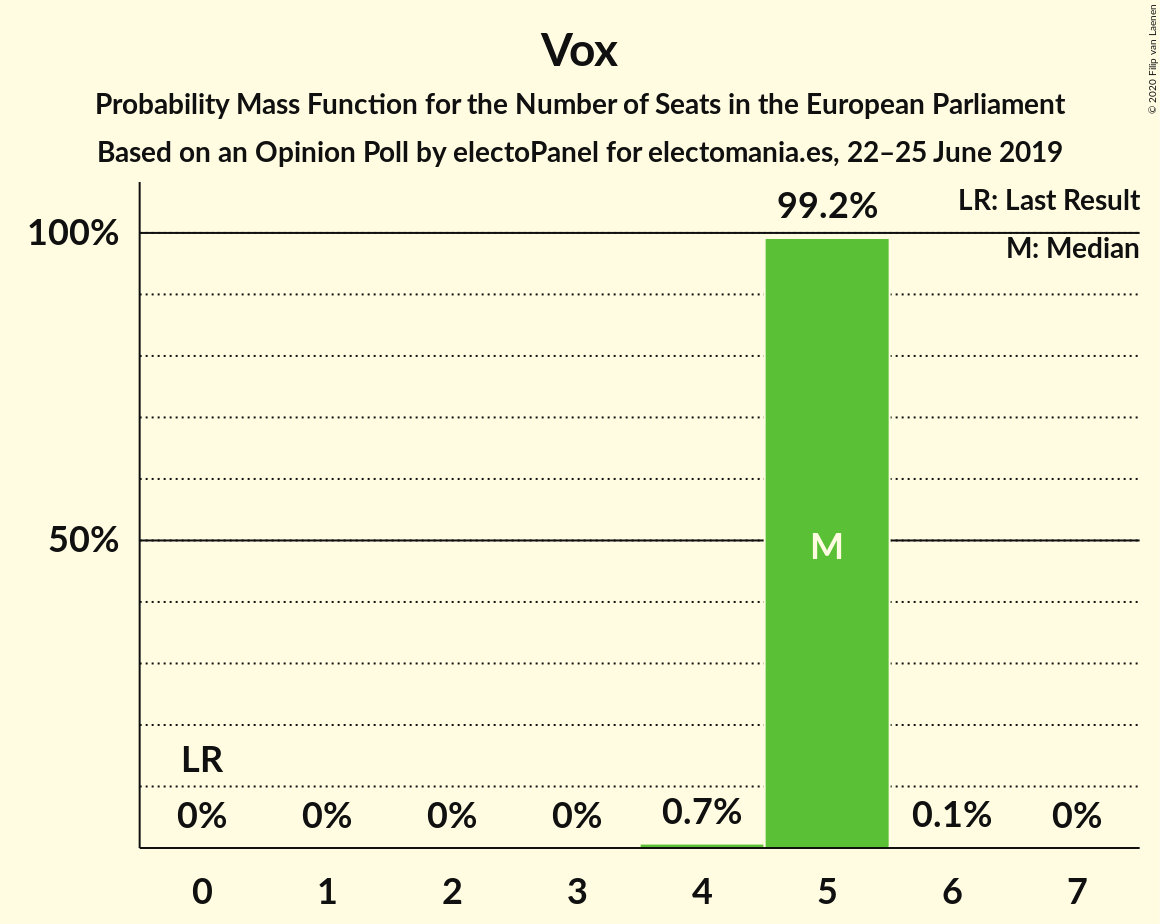 Vox
Probability Mass Function for the Number of Seats in the European Parliament
Based on an Opinion Poll by electoPanel for electomania.es, 22–25 June 2019
© 2020 Filip van Laenen
LR: Last Result
M: Median
99.2%
100%
50%
M
LR
0% 0% 0% 0% 0.7% 0.1% 0%
0 1 2 3 4 5 6 7